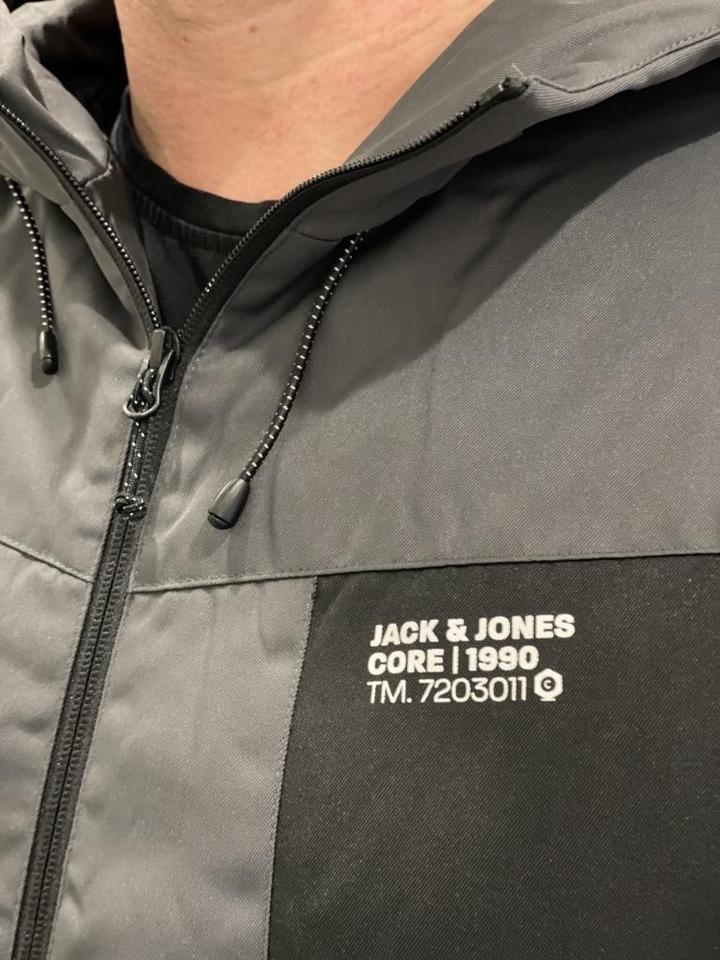 JACK & JONES
CORE | 1990
TM. 7203011 C